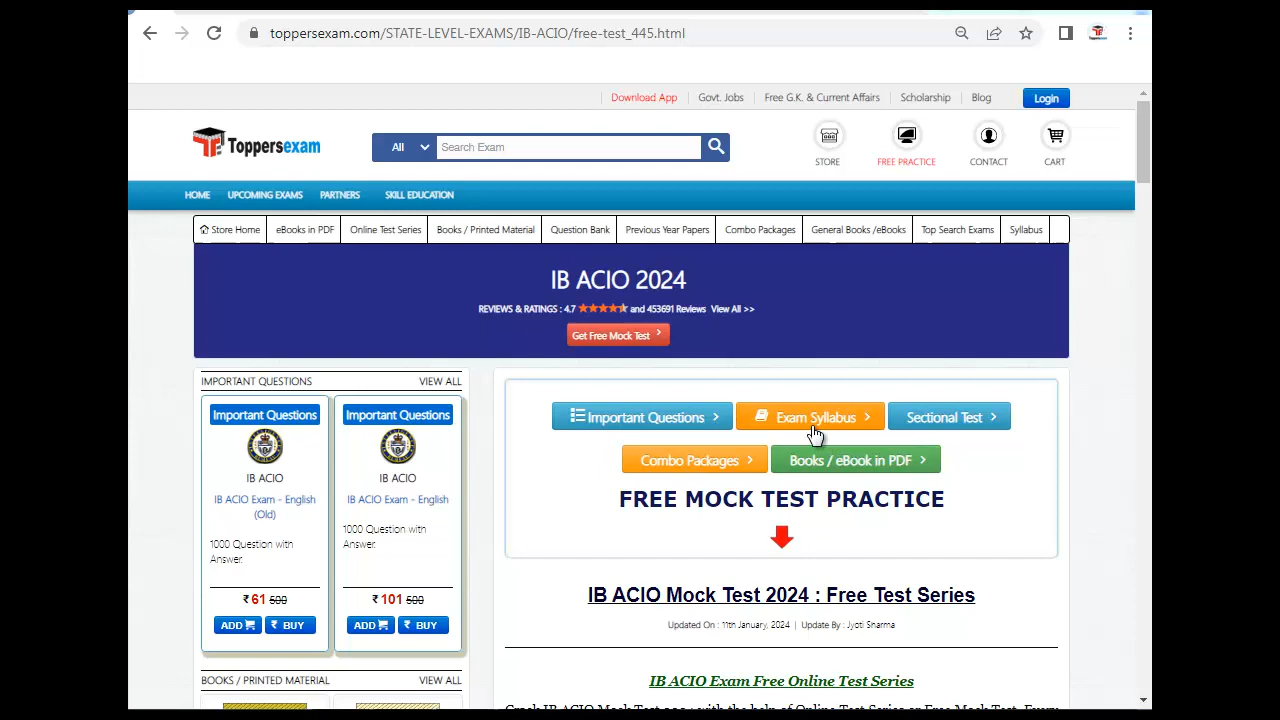 toppersexam.com/STATE-LEVEL-EXAMS/IB-ACIO/free-test_445.html
Download App Govt. Jobs Free G.K. & Current Affairs Scholarship Blog Login
Toppersexam All Search Exam
STORE FREE PRACTICE CONTACT CART
HOME UPCOMING EXAMS PARTNERS SKILL EDUCATION
Store Home eBooks in PDF Online Test Series Books / Printed Material Question Bank Previous Year Papers Combo Packages General Books /eBooks Top Search Exams Syllabus
IB ACIO 2024
REVIEWS & RATINGS : 4.7 and 453691 Reviews View All >>
Get Free Mock Test
IMPORTANT QUESTIONS VIEW ALL
Important Questions
IB ACIO
IB ACIO Exam - English
(Old)
1000 Question with
Answer.
₹ 61 500
ADD ₹ BUY
Important Questions
IB ACIO
IB ACIO Exam - English
1000 Question with
Answer.
₹ 101 500
ADD ₹ BUY
BOOKS / PRINTED MATERIAL VIEW ALL
Important Questions Exam Syllabus Sectional Test
Combo Packages Books / eBook in PDF
FREE MOCK TEST PRACTICE
IB ACIO Mock Test 2024 : Free Test Series
Updated On : 11th January, 2024 | Update By : Jyoti Sharma
IB ACIO Exam Free Online Test Series